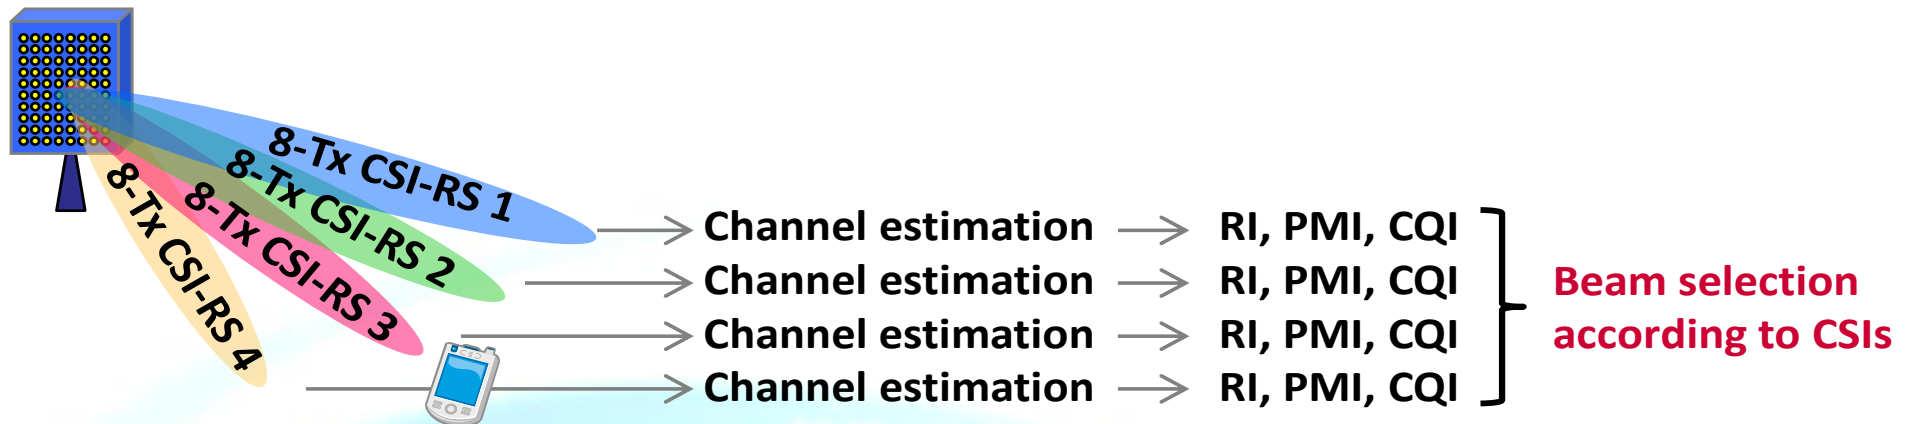 8-Tx CSI-RS 1
8-Tx CSI-RS 2
8-Tx CSI-RS 3
8-Tx CSI-RS 4
Channel estimation RI, PMI, CQI
Channel estimation RI, PMI, CQI
Channel estimation RI, PMI, CQI
Channel estimation RI, PMI, CQI
Beam selection
according to CSIs